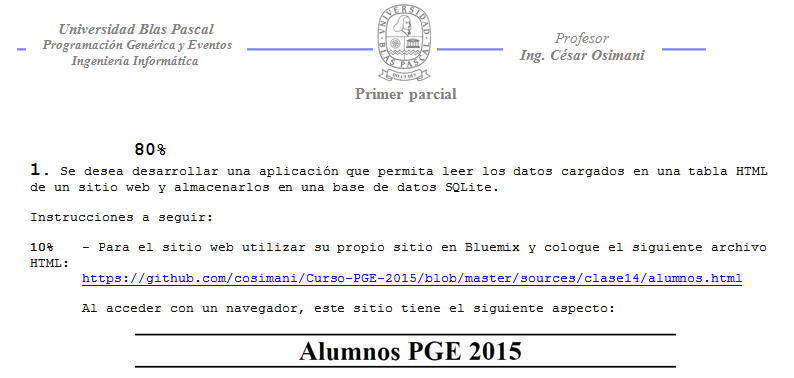 Universidad Blas Pascal
Programación Genérica y Eventos
Ingeniería Informática
UNIVERSIDAD BLAS PASCAL
Profesor
Ing. César Osimani
Primer parcial
80%
1. Se desea desarrollar una aplicación que permita leer los datos cargados en una tabla HTML
de un sitio web y almacenarlos en una base de datos SQLite.
Instrucciones a seguir:
10% - Para el sitio web utilizar su propio sitio en Bluemix y coloque el siguiente archivo
HTML:
https://github.com/cosimani/Curso-PGE-2015/blob/master/sources/clase14/alumnos.html
Al acceder con un navegador, este sitio tiene el siguiente aspecto:
Alumnos PGE 2015